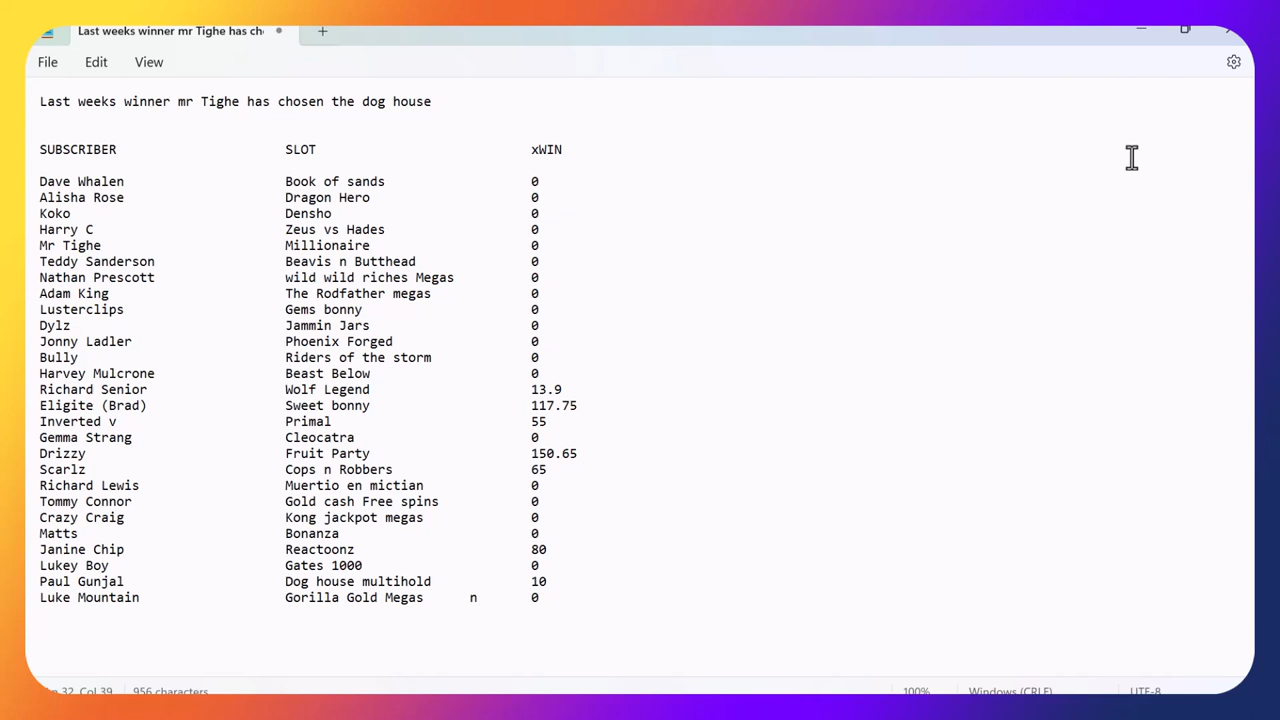 Last weeks winner mr Tighe has ch
File Edit View
Last weeks winner mr Tighe has chosen the dog house
SUBSCRIBER SLOT xWIN
Dave Whalen Book of sands 0
Alisha Rose Dragon Hero 0
Koko Densho 0
Harry C Zeus vs Hades 0
Mr Tighe Millionaire 0
Teddy Sanderson Beavis n Butthead 0
Nathan Prescott wild wild riches Megas 0
Adam King The Rodfather megas 0
Lusterclips Gems bonny 0
Dylz Jammin Jars 0
Jonny Ladler Phoenix Forged 0
Bully Riders of the storm 0
Harvey Mulcrone Beast Below 0
Richard Senior Wolf Legend 13.9
Eligite (Brad) Sweet bonny 117.75
Inverted v Primal 55
Gemma Strang Cleocatra 0
Drizzy Fruit Party 150.65
Scarlz Cops n Robbers 65
Richard Lewis Muertio en mictian 0
Tommy Connor Gold cash Free spins 0
Crazy Craig Kong jackpot megas 0
Matts Bonanza 0
Janine Chip Reactoonz 80
Lukey Boy Gates 1000 0
Paul Gunjal Dog house multihold 10
Luke Mountain Gorilla Gold Megas n 0
32, Col 39 956 characters 100% Windows (CRLF) UTF-8